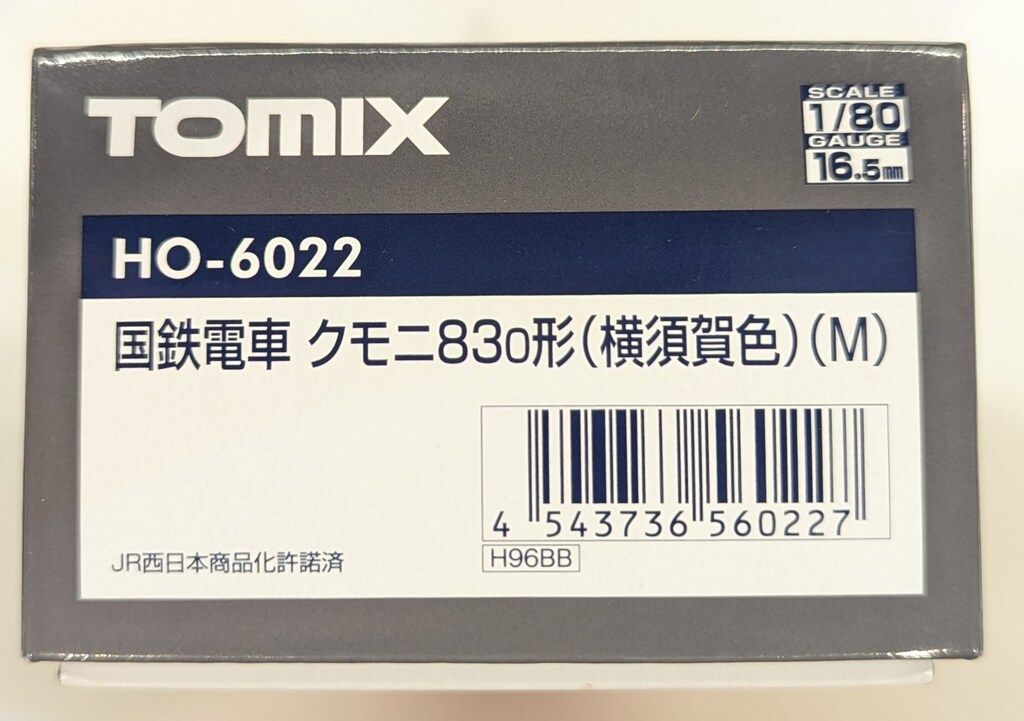 TOMIX
SCALE
1/80
GAUGE
16.5mm
HO-6022
国鉄電車 クモニ830形(横須賀色)(M)
4 543736 560227
H96BB
JR西日本商品化許諾済